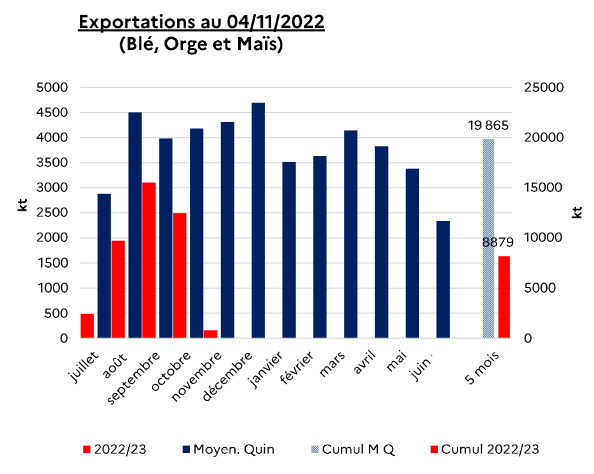 Exportations au 04/11/2022
(Blé, Orge et Maïs)
5000
4500
4000
3500
3000
2500
2000
1500
1000
500
0
kt
25000
20000
15000
10000
5000
0
kt
19 865
8879
juillet
août
septembre
octobre
novembre
décembre
janvier
février
mars
avril
mai
juin
5 mois
2022/23
Moyen. Quin
Cumul M Q
Cumul 2022/23